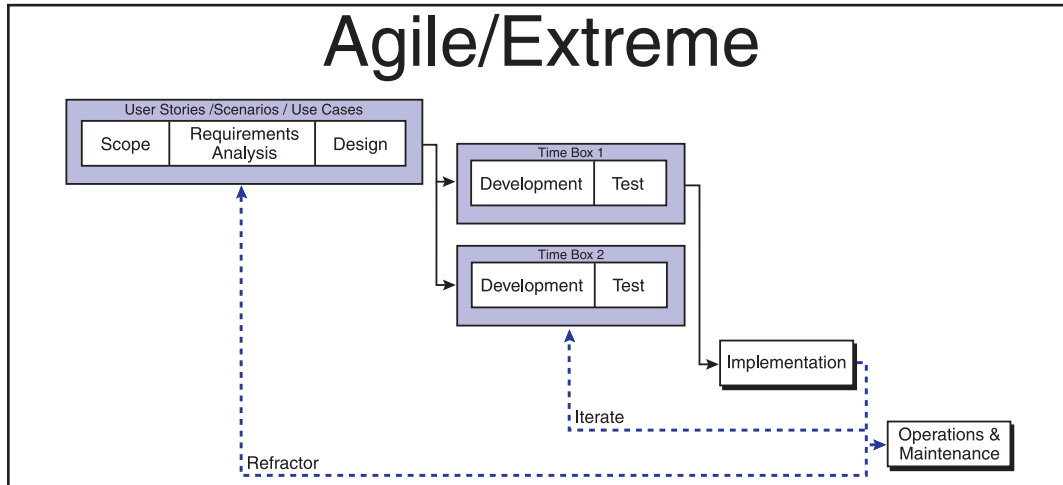 Agile/Extreme
User Stories /Scenarios / Use Cases
Scope
Requirements
Analysis
Design
Time Box 1
Development
Test
Time Box 2
Development
Test
Implementation
Iterate
Operations &
Maintenance
Refractor